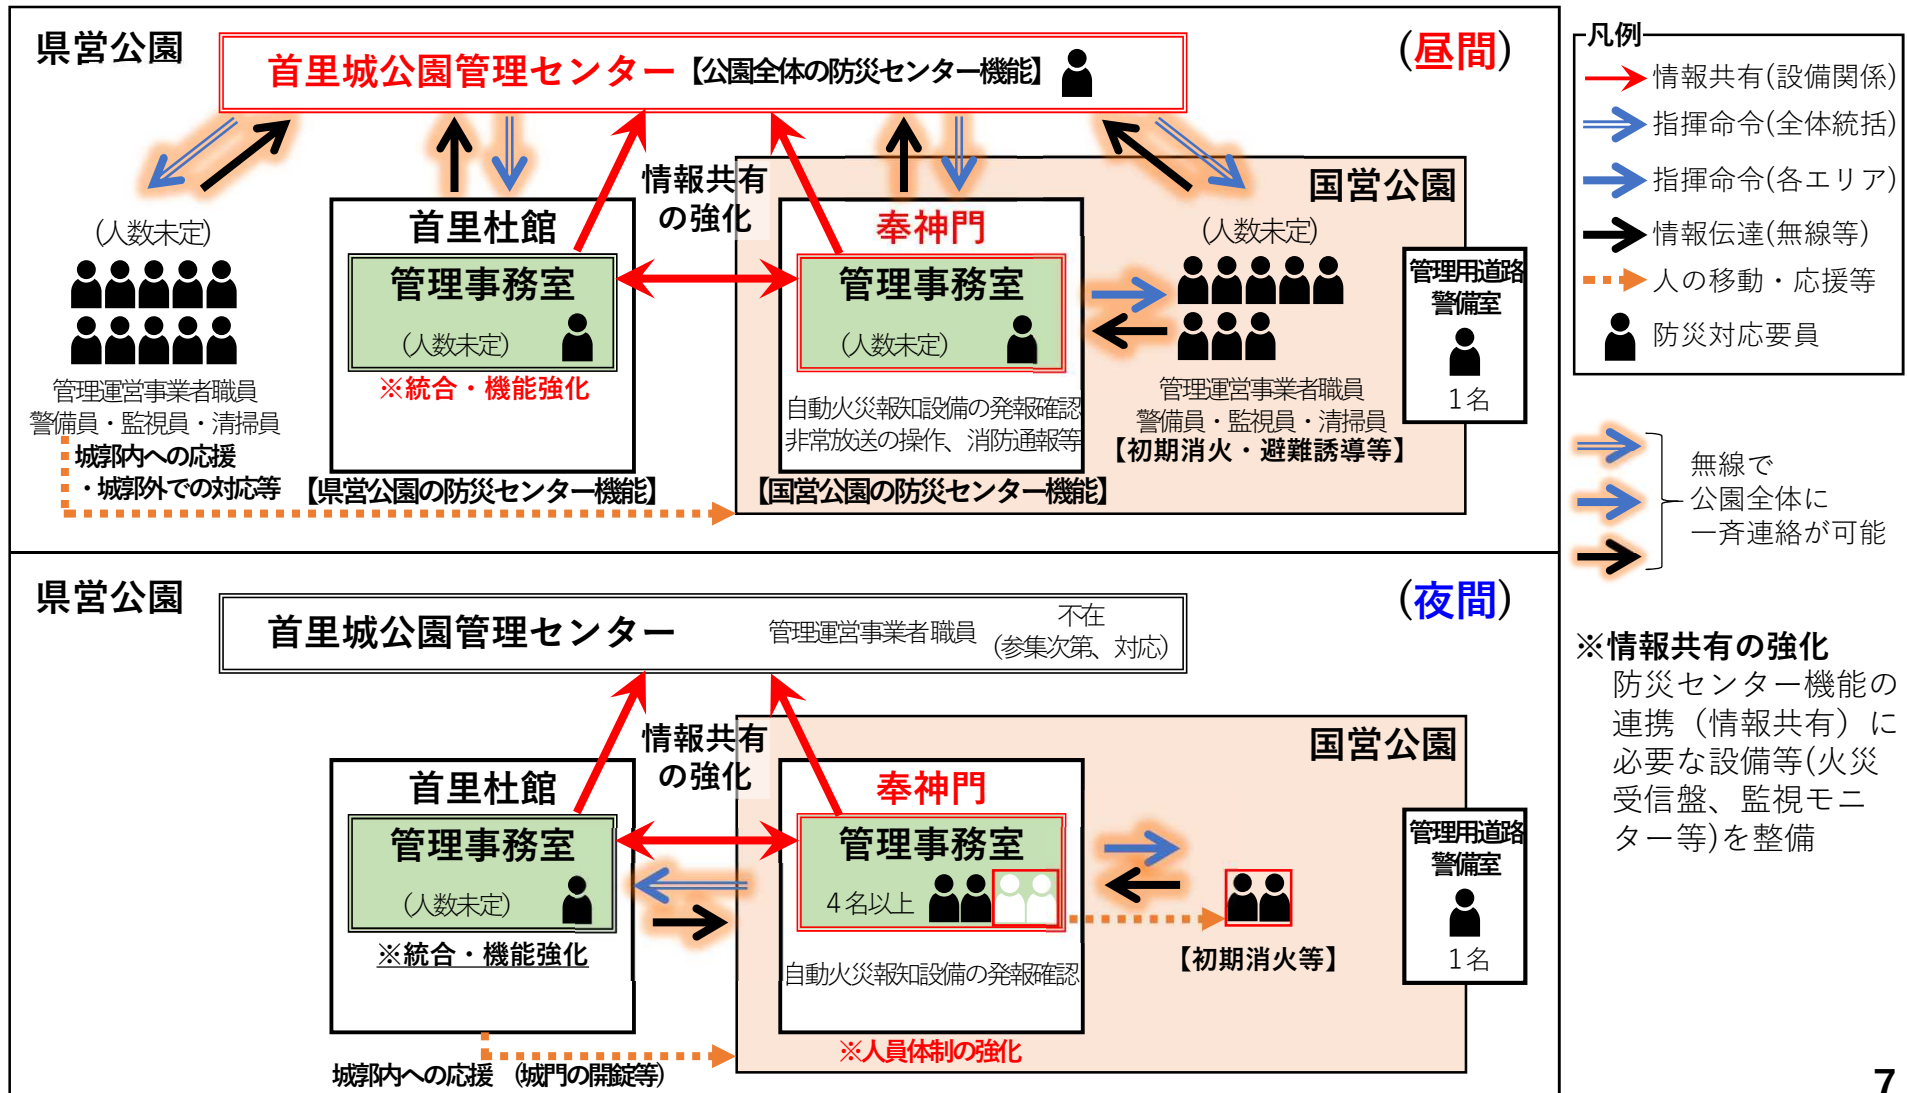 県営公園
(昼間)
首里城公園管理センター【公園全体の防災センター機能】
情報共有
の強化
国営公園
(人数未定)
管理運営事業者職員
警備員・監視員・清掃員
城郭内への応援
・城郭外での対応等
首里杜館
管理事務室
(人数未定)
※統合・機能強化
【県営公園の防災センター機能】
奉神門
管理事務室
(人数未定)
自動火災報知設備の発報確認
非常放送の操作、消防通報等
【国営公園の防災センター機能】
(人数未定)
管理運営事業者職員
警備員・監視員・清掃員
【初期消火・避難誘導等】
管理用道路
警備室
1名
県営公園
(夜間)
首里城公園管理センター
管理運営事業者職員
不在
(参集次第、対応)
情報共有
の強化
国営公園
首里杜館
管理事務室
(人数未定)
※統合・機能強化
城郭内への応援 (城門の開錠等)
奉神門
管理事務室
4名以上
自動火災報知設備の発報確認
※人員体制の強化
【初期消火等】
管理用道路
警備室
1名
凡例
情報共有(設備関係)
指揮命令(全体統括)
指揮命令(各エリア)
情報伝達(無線等)
人の移動・応援等
防災対応要員
無線で
公園全体に
一斉連絡が可能
※情報共有の強化
防災センター機能の
連携(情報共有)に
必要な設備等(火災
受信盤、監視モニ
ター等)を整備
7